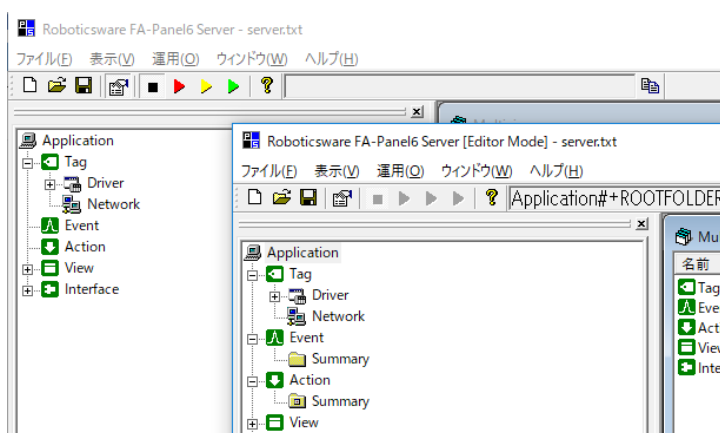 Roboticsware FA-Panel6 Server - server.txt
ファイル(F) 表示(V) 運用(O) ウィンドウ(W) ヘルプ(H)
Application
Tag
Driver
Network
Event
Action
View
Interface
Roboticsware FA-Panel6 Server [Editor Mode] - server.txt
ファイル(F) 表示(V) 運用(O) ウィンドウ(W) ヘルプ(H)
Application#+ROOTFOLDER
Application
Tag
Driver
Network
Event
Summary
Action
Summary
View
Mu
名前
Tag
Eve
Act
View
Inte